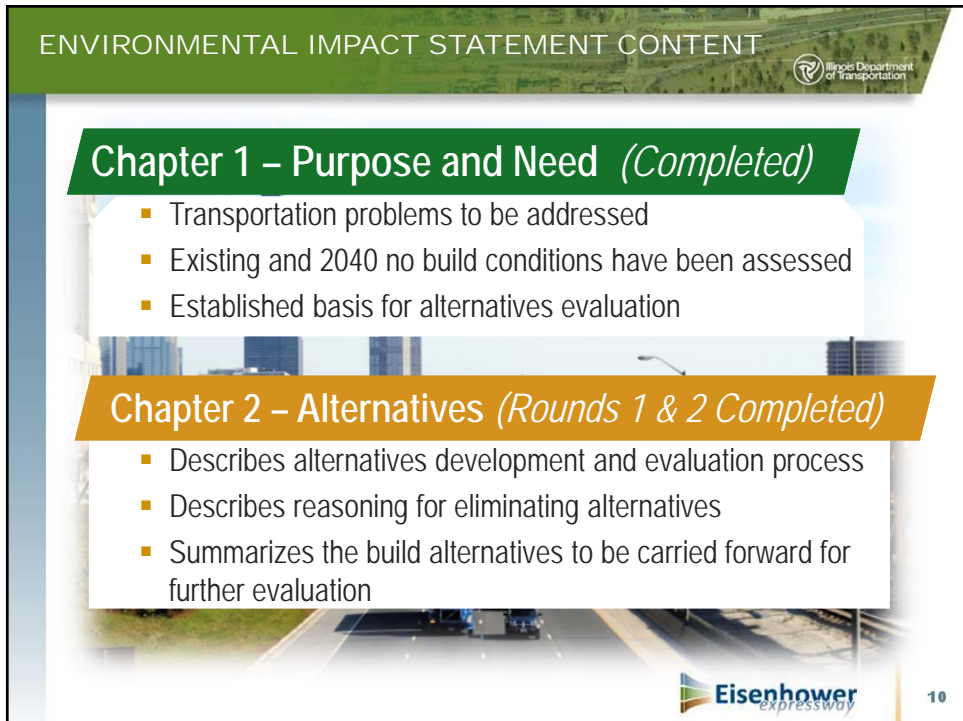 ENVIRONMENTAL IMPACT STATEMENT CONTENT
Illinois Department
of Transportation
Chapter 1 – Purpose and Need (Completed)
▪ Transportation problems to be addressed
▪ Existing and 2040 no build conditions have been assessed
▪ Established basis for alternatives evaluation
Chapter 2 – Alternatives (Rounds 1 & 2 Completed)
▪ Describes alternatives development and evaluation process
▪ Describes reasoning for eliminating alternatives
▪ Summarizes the build alternatives to be carried forward for
further evaluation
Eisenhower
expressway
10